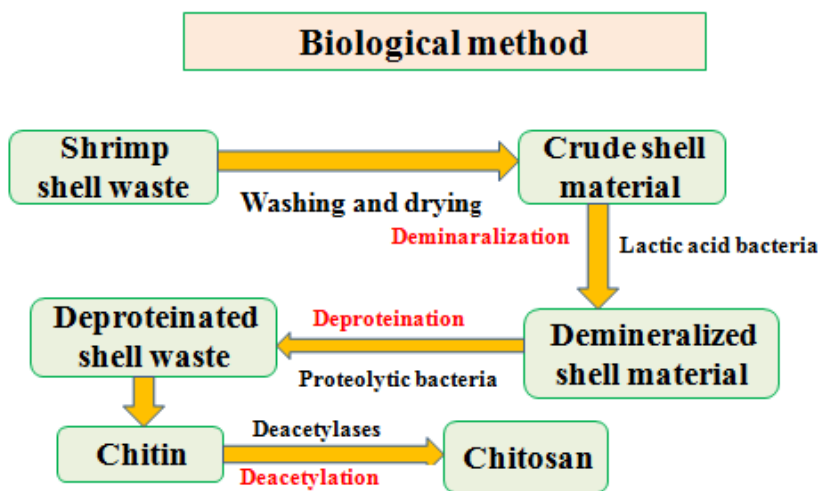 Biological method
Shrimp
shell waste
Washing and drying
Crude shell
material
Deminaralization
Lactic acid bacteria
Demineralized
shell material
Deproteination
Proteolytic bacteria
Deproteinated
shell waste
Chitin
Deacetylases
Deacetylation
Chitosan